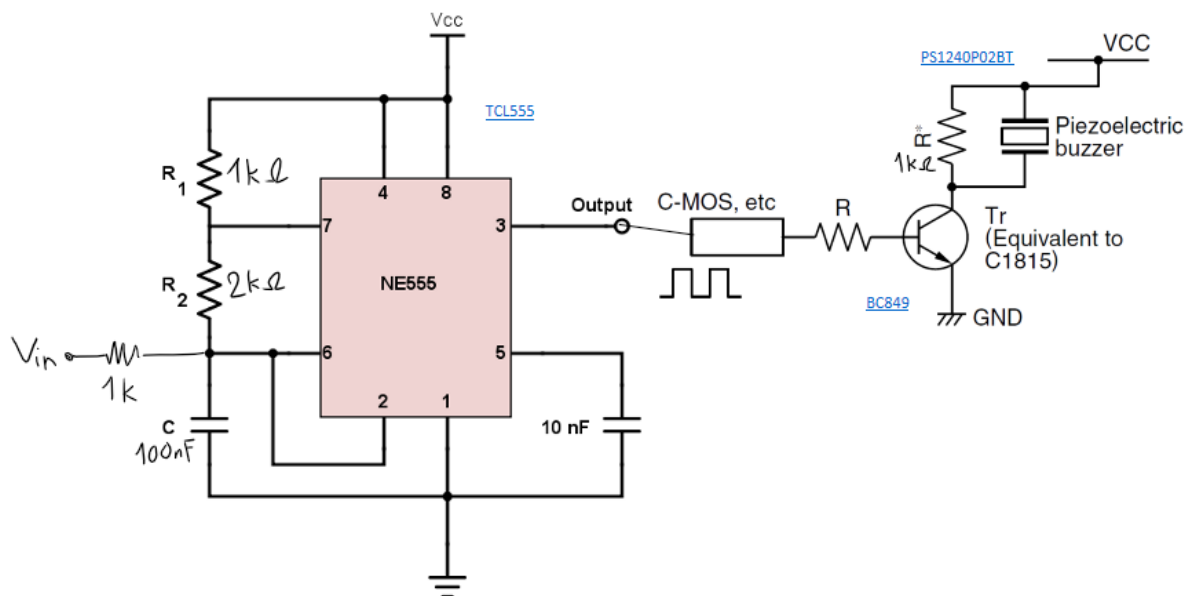 Vcc
TCL555
R1
1kΩ
R2
2kΩ
Vin
1k
C
100nF
4
8
7
3
NE555
6
5
2
1
10 nF
Output
C-MOS, etc
R
PS1240P02BT
VCC
R*
1kΩ
Piezoelectric
buzzer
Tr
(Equivalent to
C1815)
BC849
GND